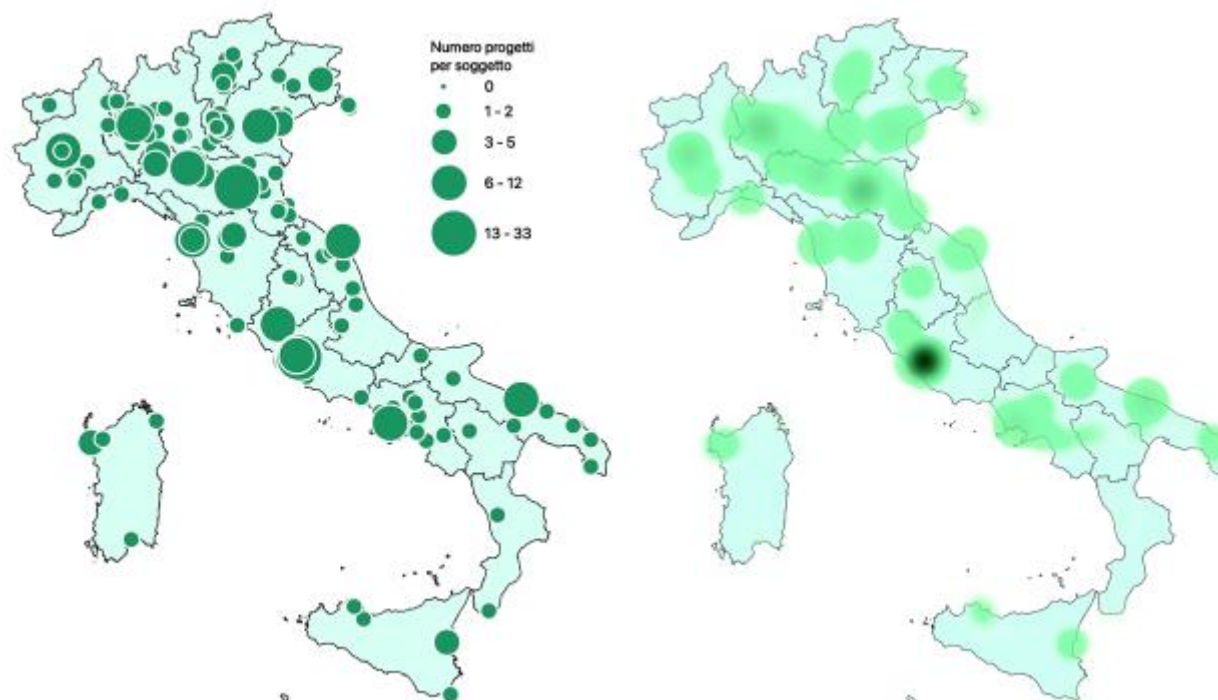 Numero progetti
per soggetto
0
1 - 2
3 - 5
6 - 12
13 - 33